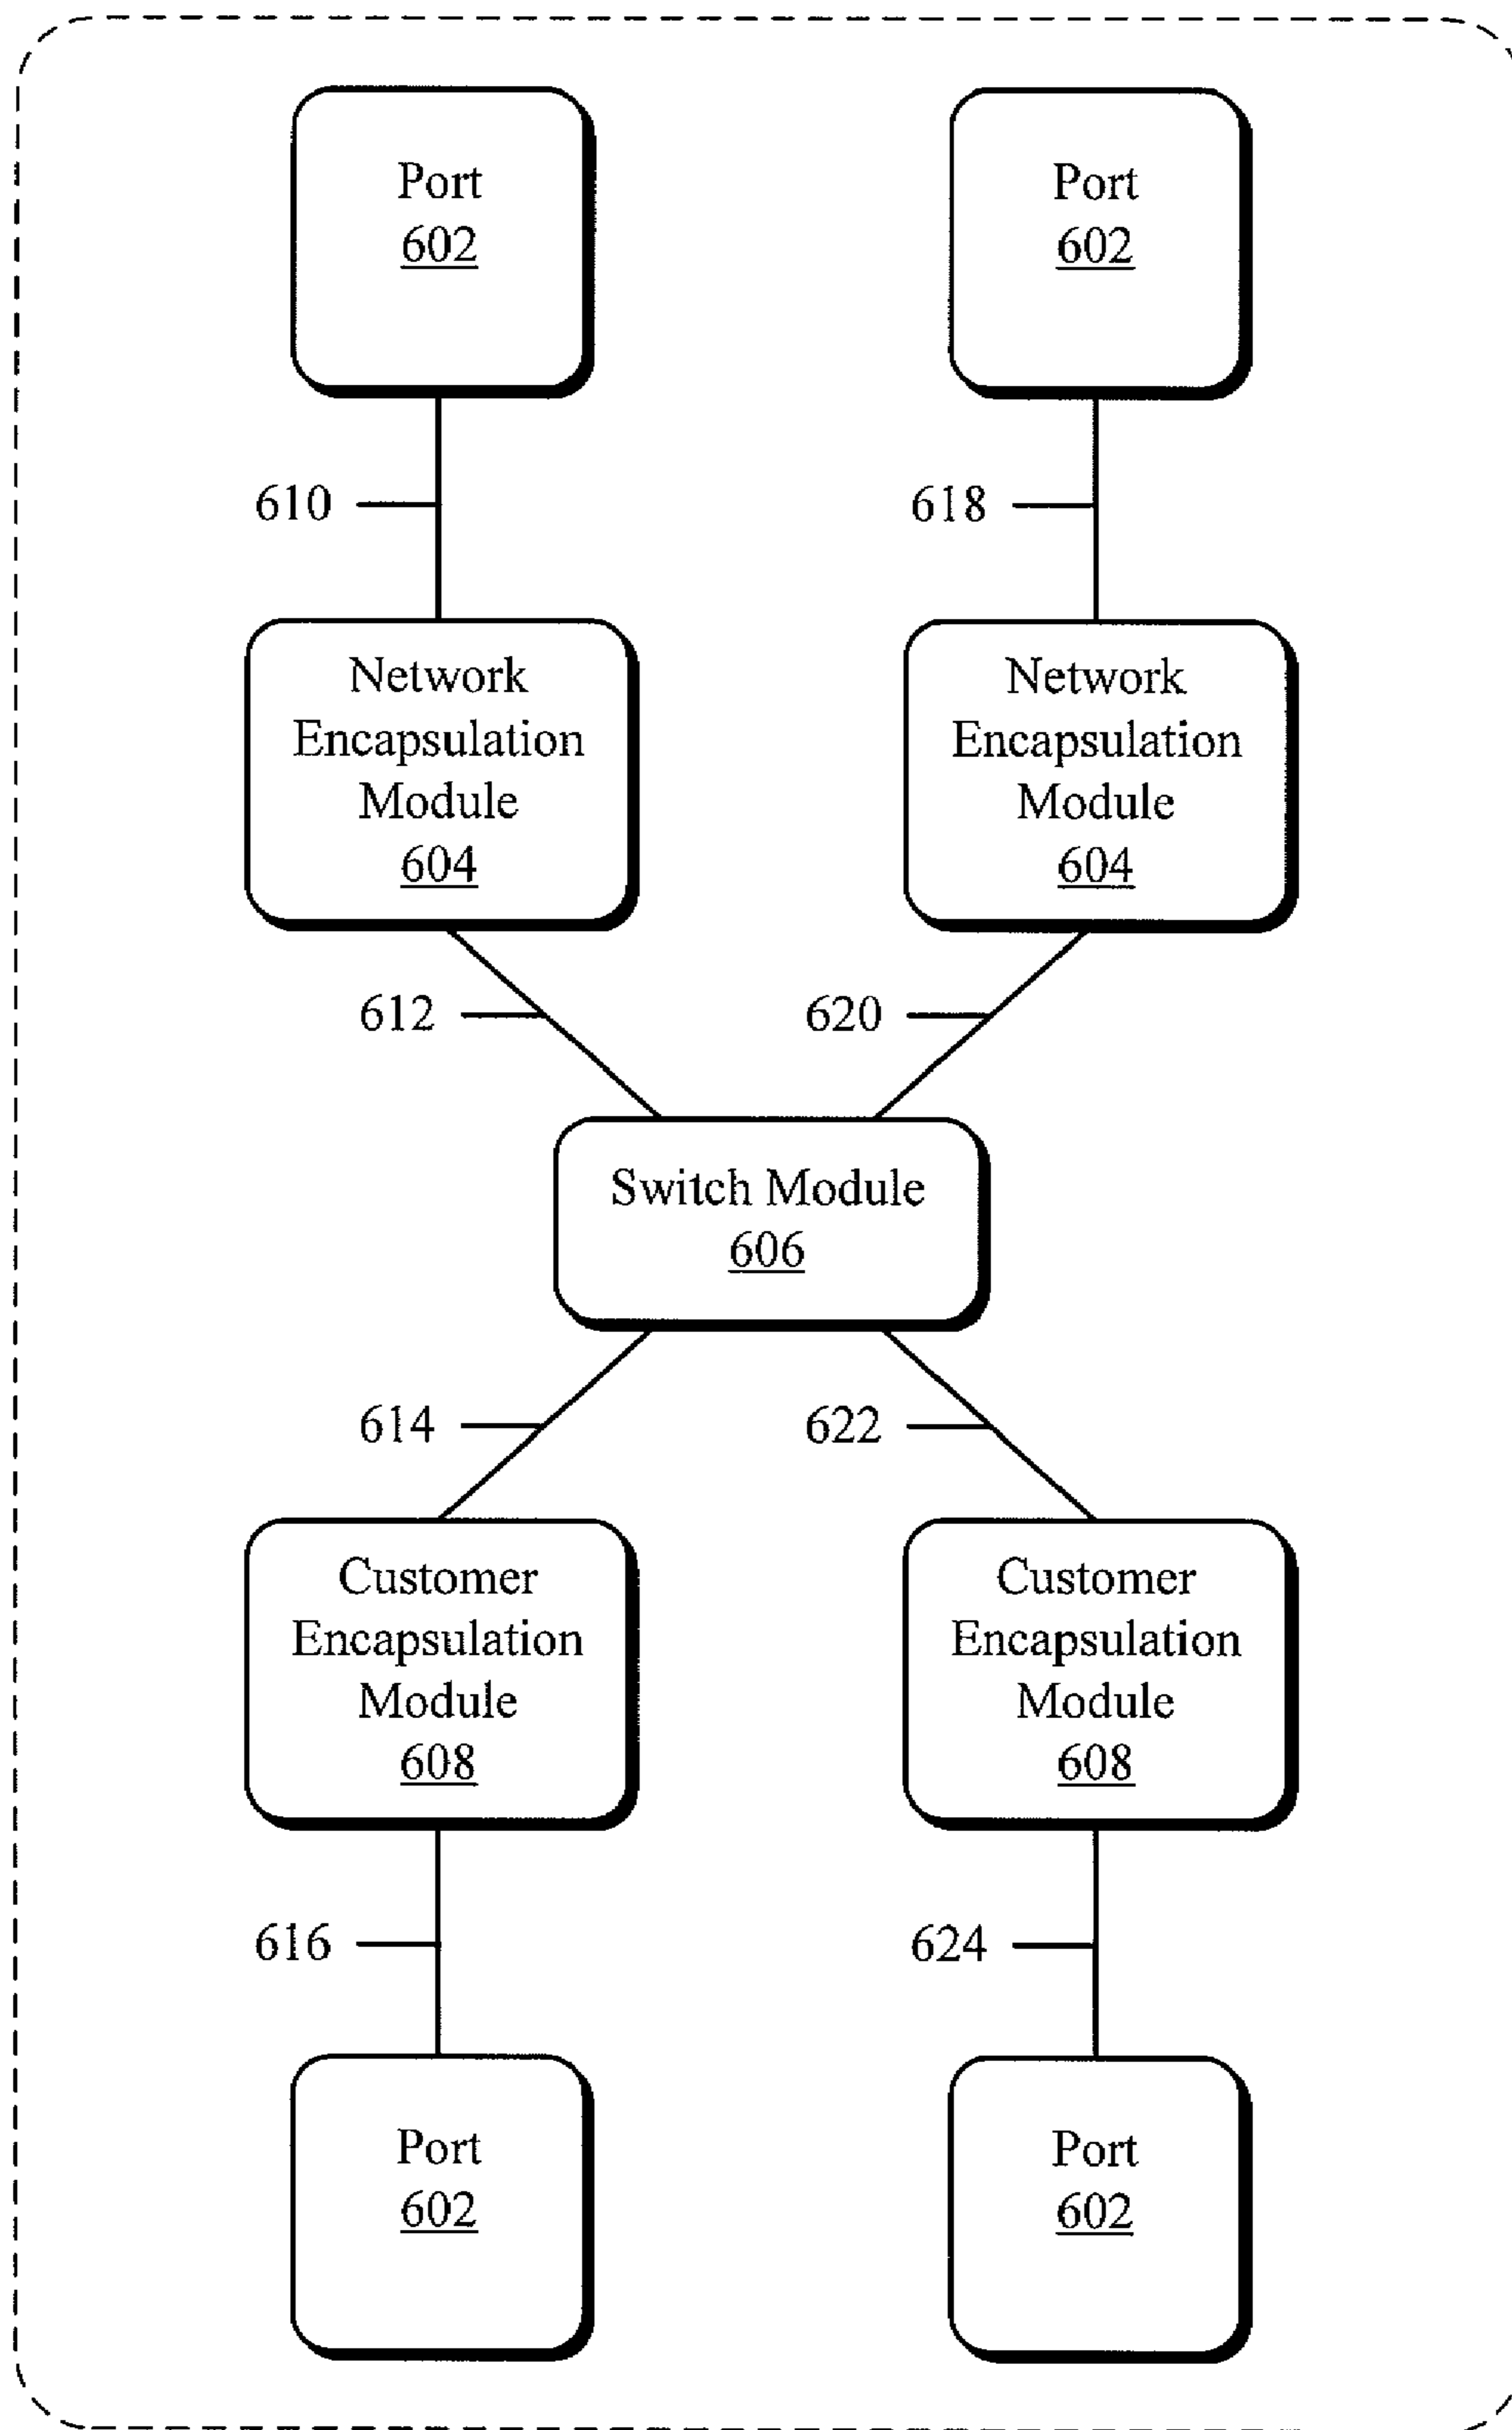 Port
602
Port
602
610
618
Network
Encapsulation
Module
604
Network
Encapsulation
Module
604
612
620
Switch Module
606
614
622
Customer
Encapsulation
Module
608
Customer
Encapsulation
Module
608
616
624
Port
602
Port
602